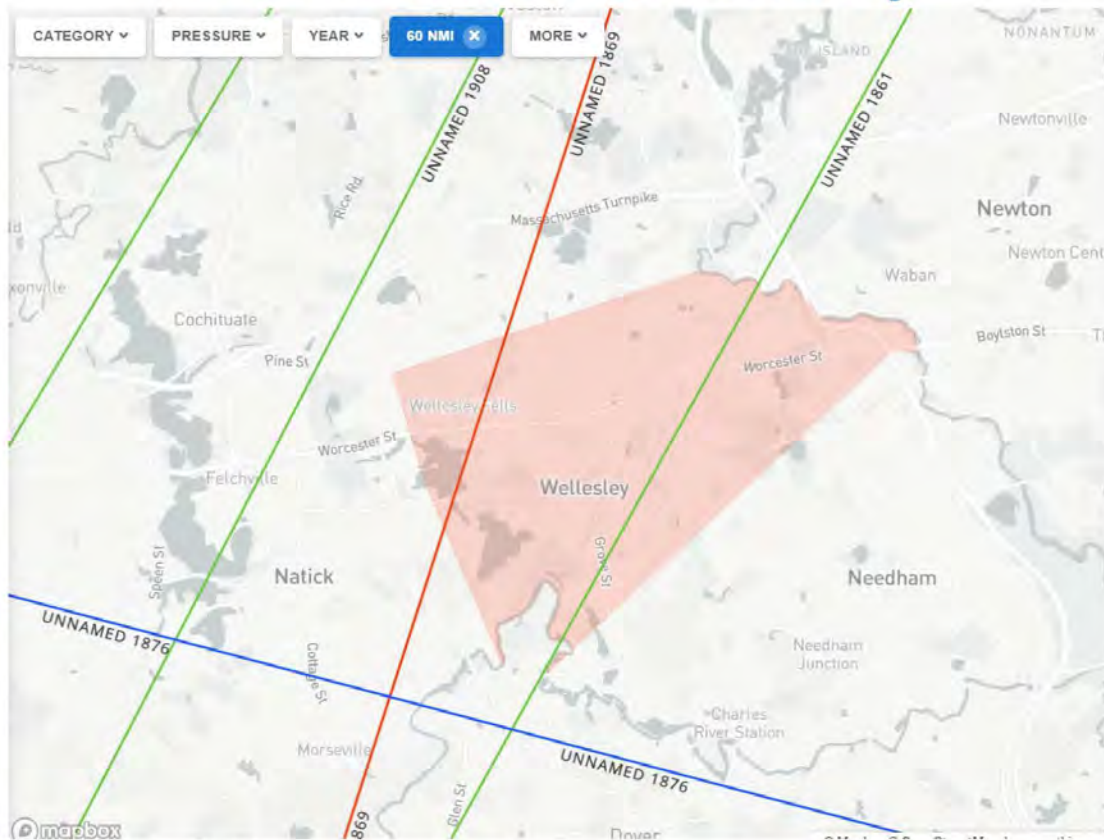 CATEGORY
PRESSURE
YEAR
60 NMI
MORE
NONANTUM
ISLAND
UNNAMED 1908
UNNAMED 1869
UNNAMED 1861
Newtonville
Rice Rd.
Massachusetts Turnpike
Newton
Newton Cent
Waban
Cochituate
Pine St
Boylston St
Worcester St
Wellesley
Worcester St
Felchville
Wellesley
Grove St
Speen St
Natick
Needham
UNNAMED 1876
Cottage St
Needham
Junction
Charles
River Station
Morseville
UNNAMED 1876
Glen St
869
mapbox
Dover